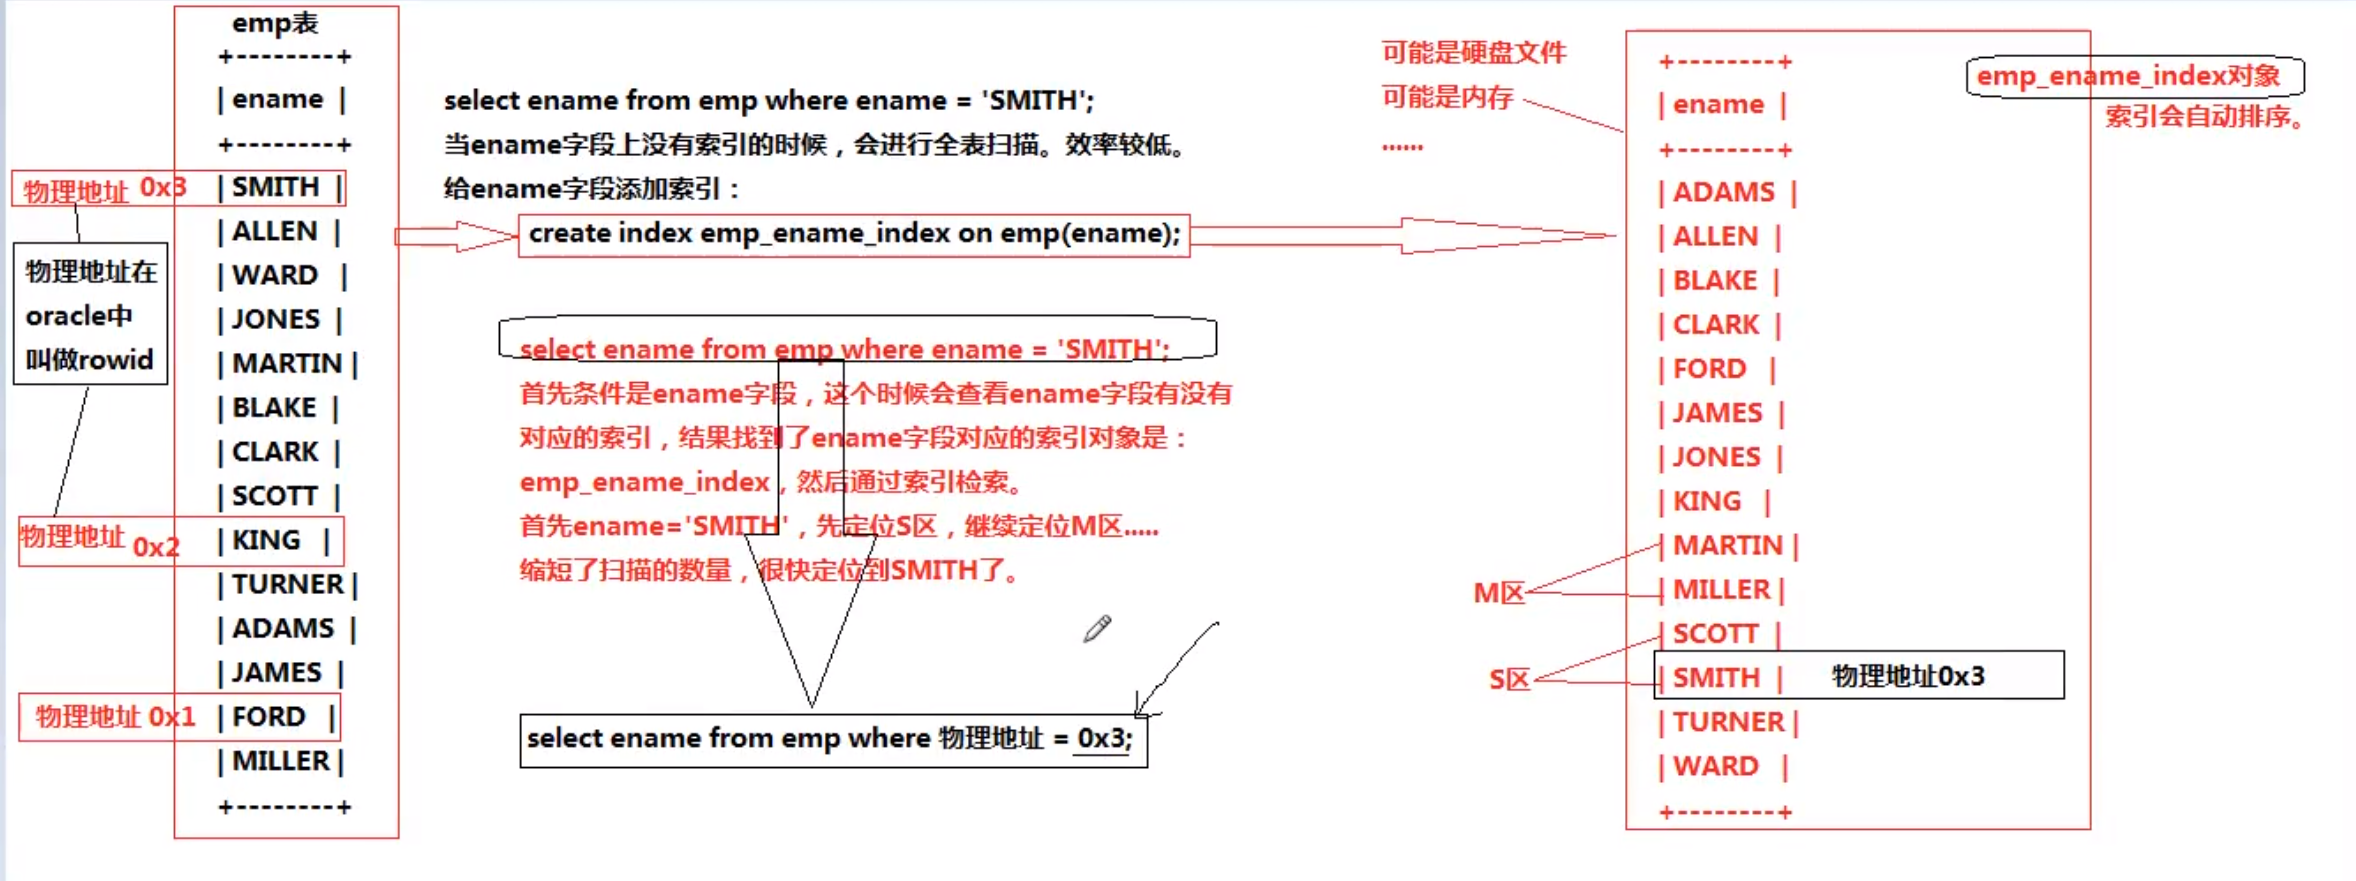 emp表
+--------+
| ename |
+--------+
物理地址 0x3 | SMITH |
| ALLEN |
| WARD |
| JONES |
| MARTIN |
| BLAKE |
| CLARK |
| SCOTT |
物理地址 0x2 | KING |
| TURNER |
| ADAMS |
| JAMES |
物理地址 0x1 | FORD |
| MILLER |
+--------+
物理地址在
oracle中
叫做rowid
select ename from emp where ename = 'SMITH';
当ename字段上没有索引的时候，会进行全表扫描。效率较低。
给ename字段添加索引：
create index emp_ename_index on emp(ename);
select ename from emp where ename = 'SMITH';
首先条件是ename字段，这个时候会查看ename字段有没有
对应的索引，结果找到了ename字段对应的索引对象是：
emp_ename_index，然后通过索引检索。
首先ename='SMITH'，先定位S区，继续定位M区.....
缩短了扫描的数量，很快定位到SMITH了。
select ename from emp where 物理地址 = 0x3;
可能是硬盘文件
可能是内存
......
emp_ename_index对象
索引会自动排序。
+--------+
| ename |
+--------+
| ADAMS |
| ALLEN |
| BLAKE |
| CLARK |
| FORD |
| JAMES |
| JONES |
| KING |
| MARTIN |
M区 | MILLER |
| SCOTT |
S区 | SMITH | 物理地址0x3
| TURNER |
| WARD |
+--------+